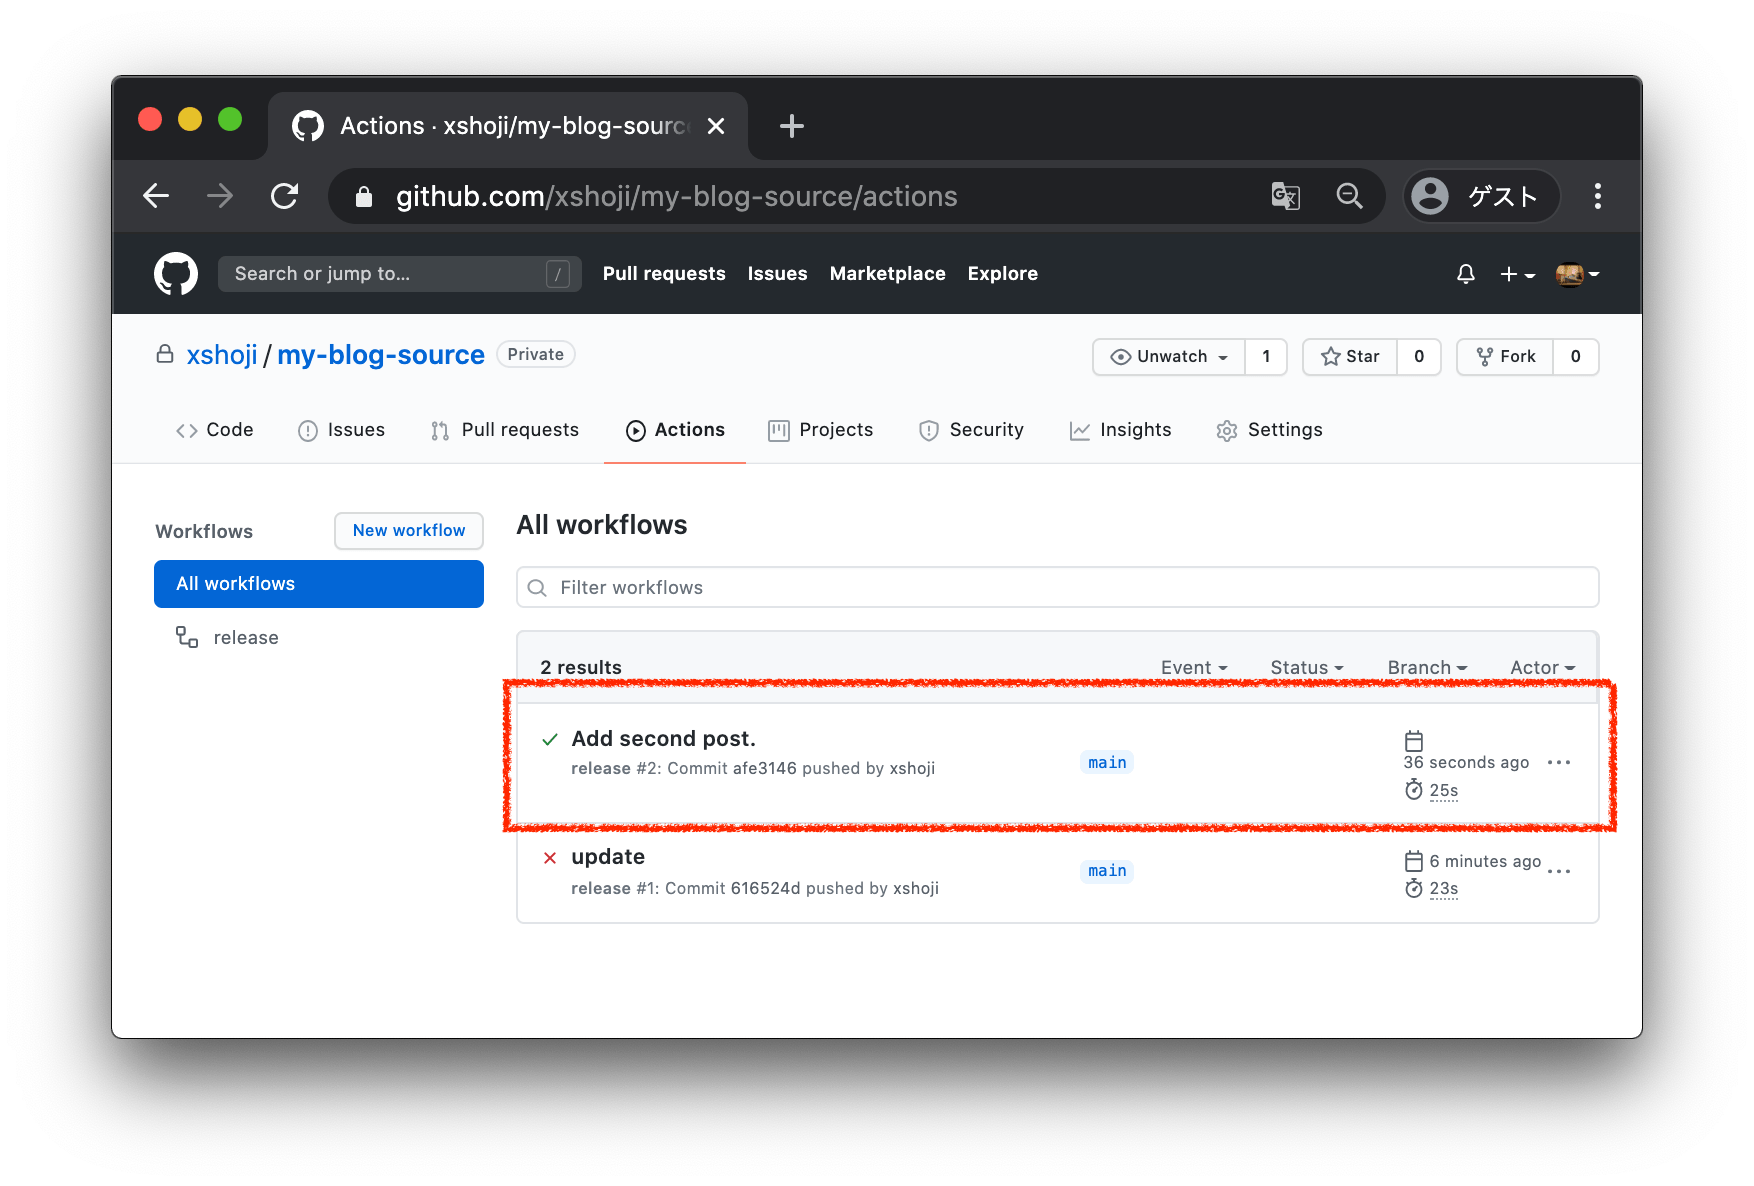 Actions · xshoji/my-blog-sourc
github.com/xshoji/my-blog-source/actions
ゲスト
Search or jump to...
/
Pull requests
Issues
Marketplace
Explore
xshoji / my-blog-source
Private
Unwatch 1
Star 0
Fork 0
Code
Issues
Pull requests
Actions
Projects
Security
Insights
Settings
Workflows
New workflow
All workflows
release
All workflows
Filter workflows
2 results
Event
Status
Branch
Actor
Add second post.
release #2: Commit afe3146 pushed by xshoji
main
36 seconds ago
25s
update
release #1: Commit 616524d pushed by xshoji
main
6 minutes ago
23s